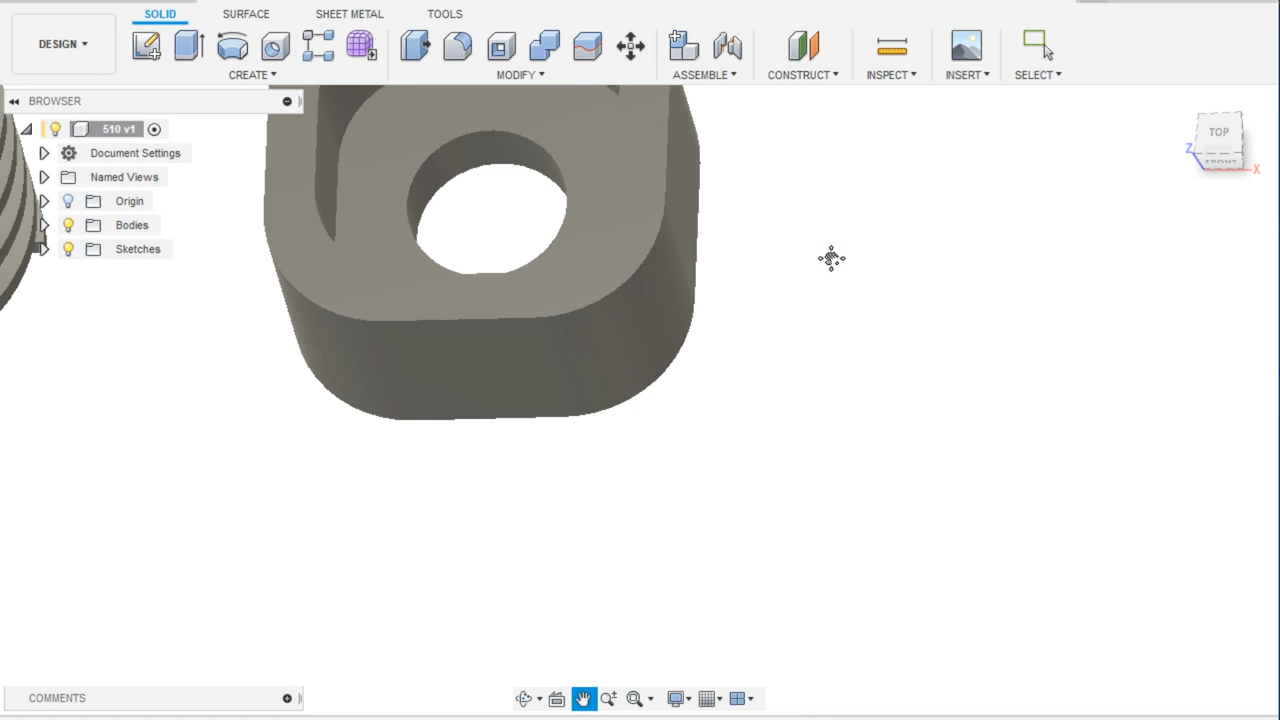 SOLID SURFACE SHEET METAL TOOLS
DESIGN
CREATE MODIFY ASSEMBLE CONSTRUCT INSPECT INSERT SELECT
BROWSER
510 v1
Document Settings
Named Views
Origin
Bodies
Sketches
TOP
FRONT
Z
X
COMMENTS